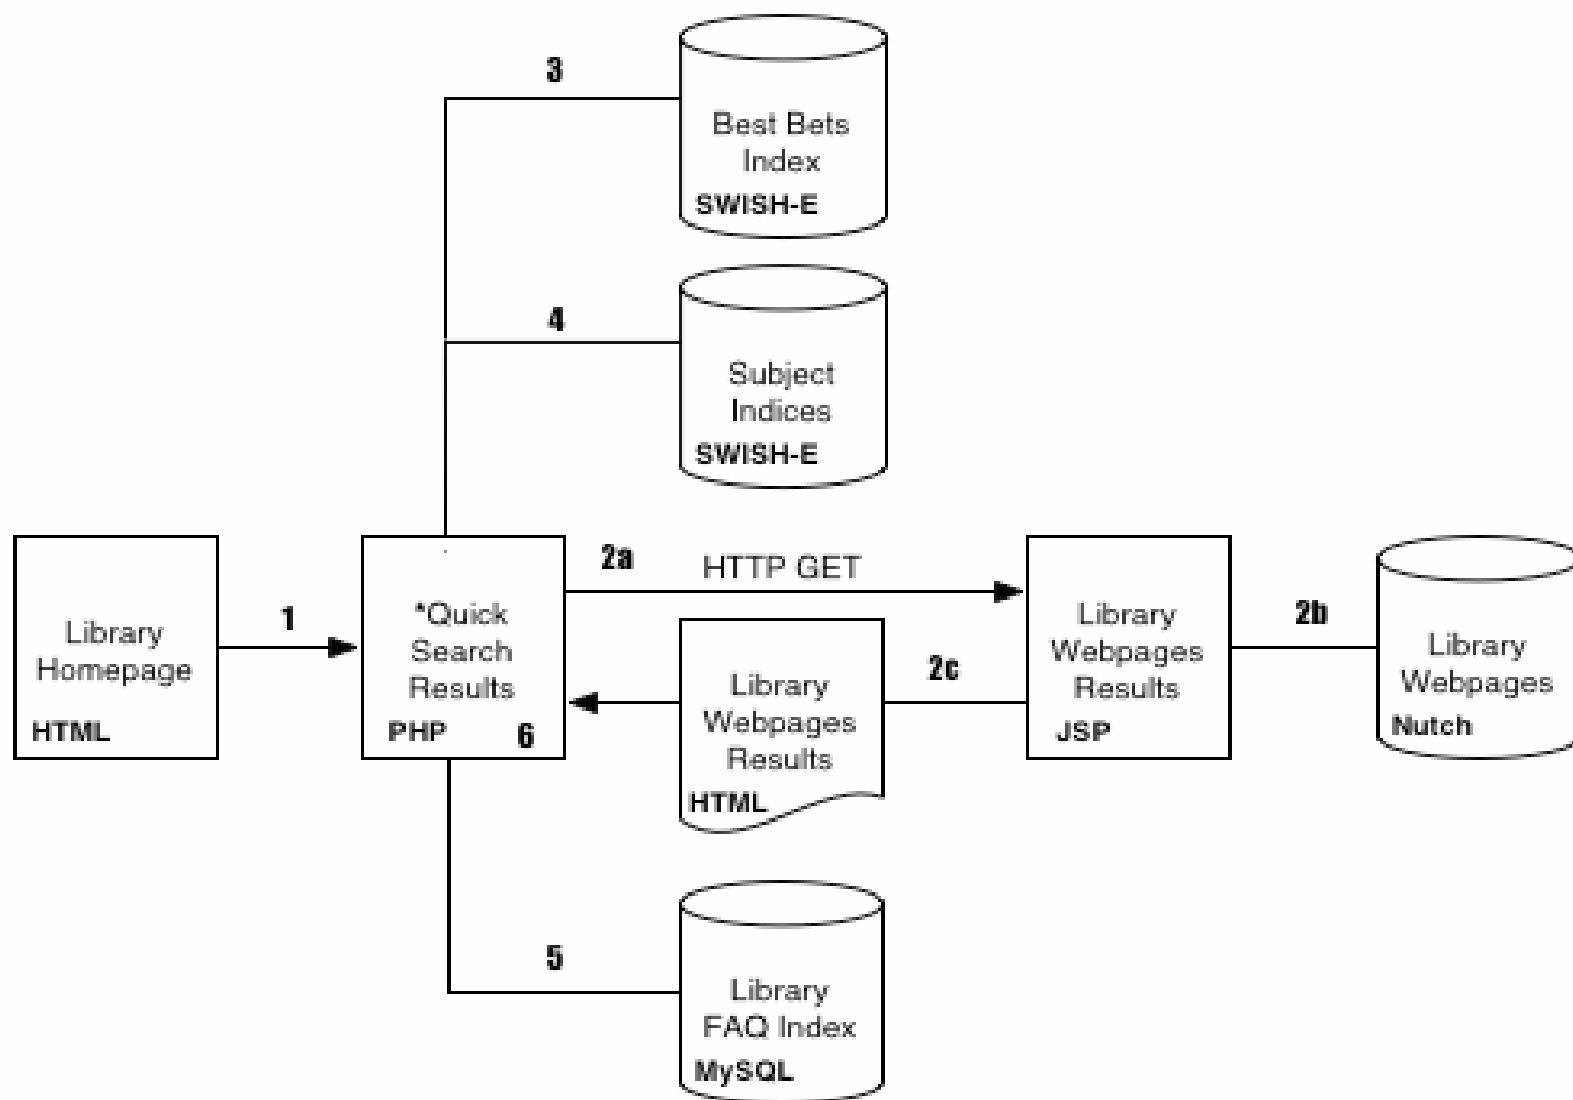 3
Best Bets
Index
SWISH-E
4
Subject
Indices
SWISH-E
Library
Homepage
HTML
1
*Quick
Search
Results
PHP 6
2a
HTTP GET
Library
Webpages
Results
HTML
2c
Library
Webpages
Results
JSP
2b
Library
Webpages
Nutch
5
Library
FAQ Index
MySQL